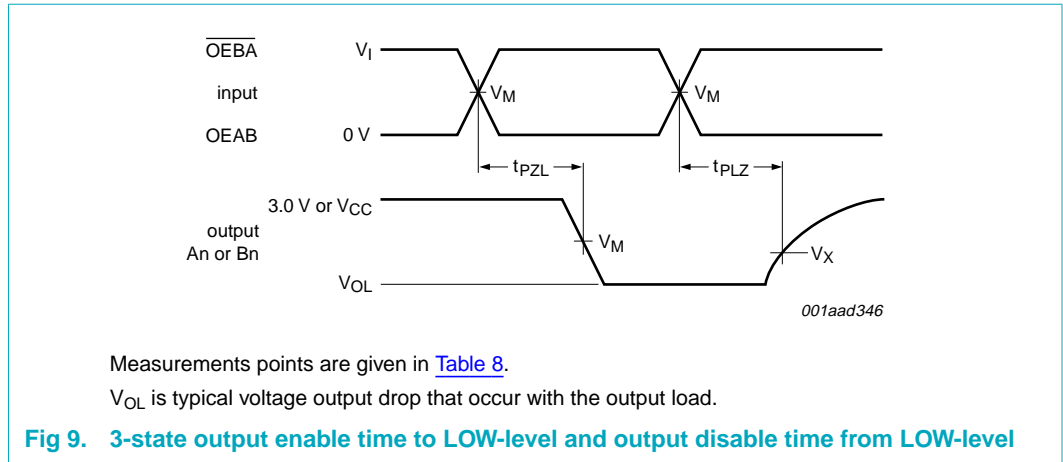 OEBA
V_I
input
V_M
V_M
OEAB
0 V
t_PZL
t_PLZ
3.0 V or V_CC
output
An or Bn
V_M
V_X
V_OL
001aad346
Measurements points are given in Table 8.
V_OL is typical voltage output drop that occur with the output load.
Fig 9. 3-state output enable time to LOW-level and output disable time from LOW-level